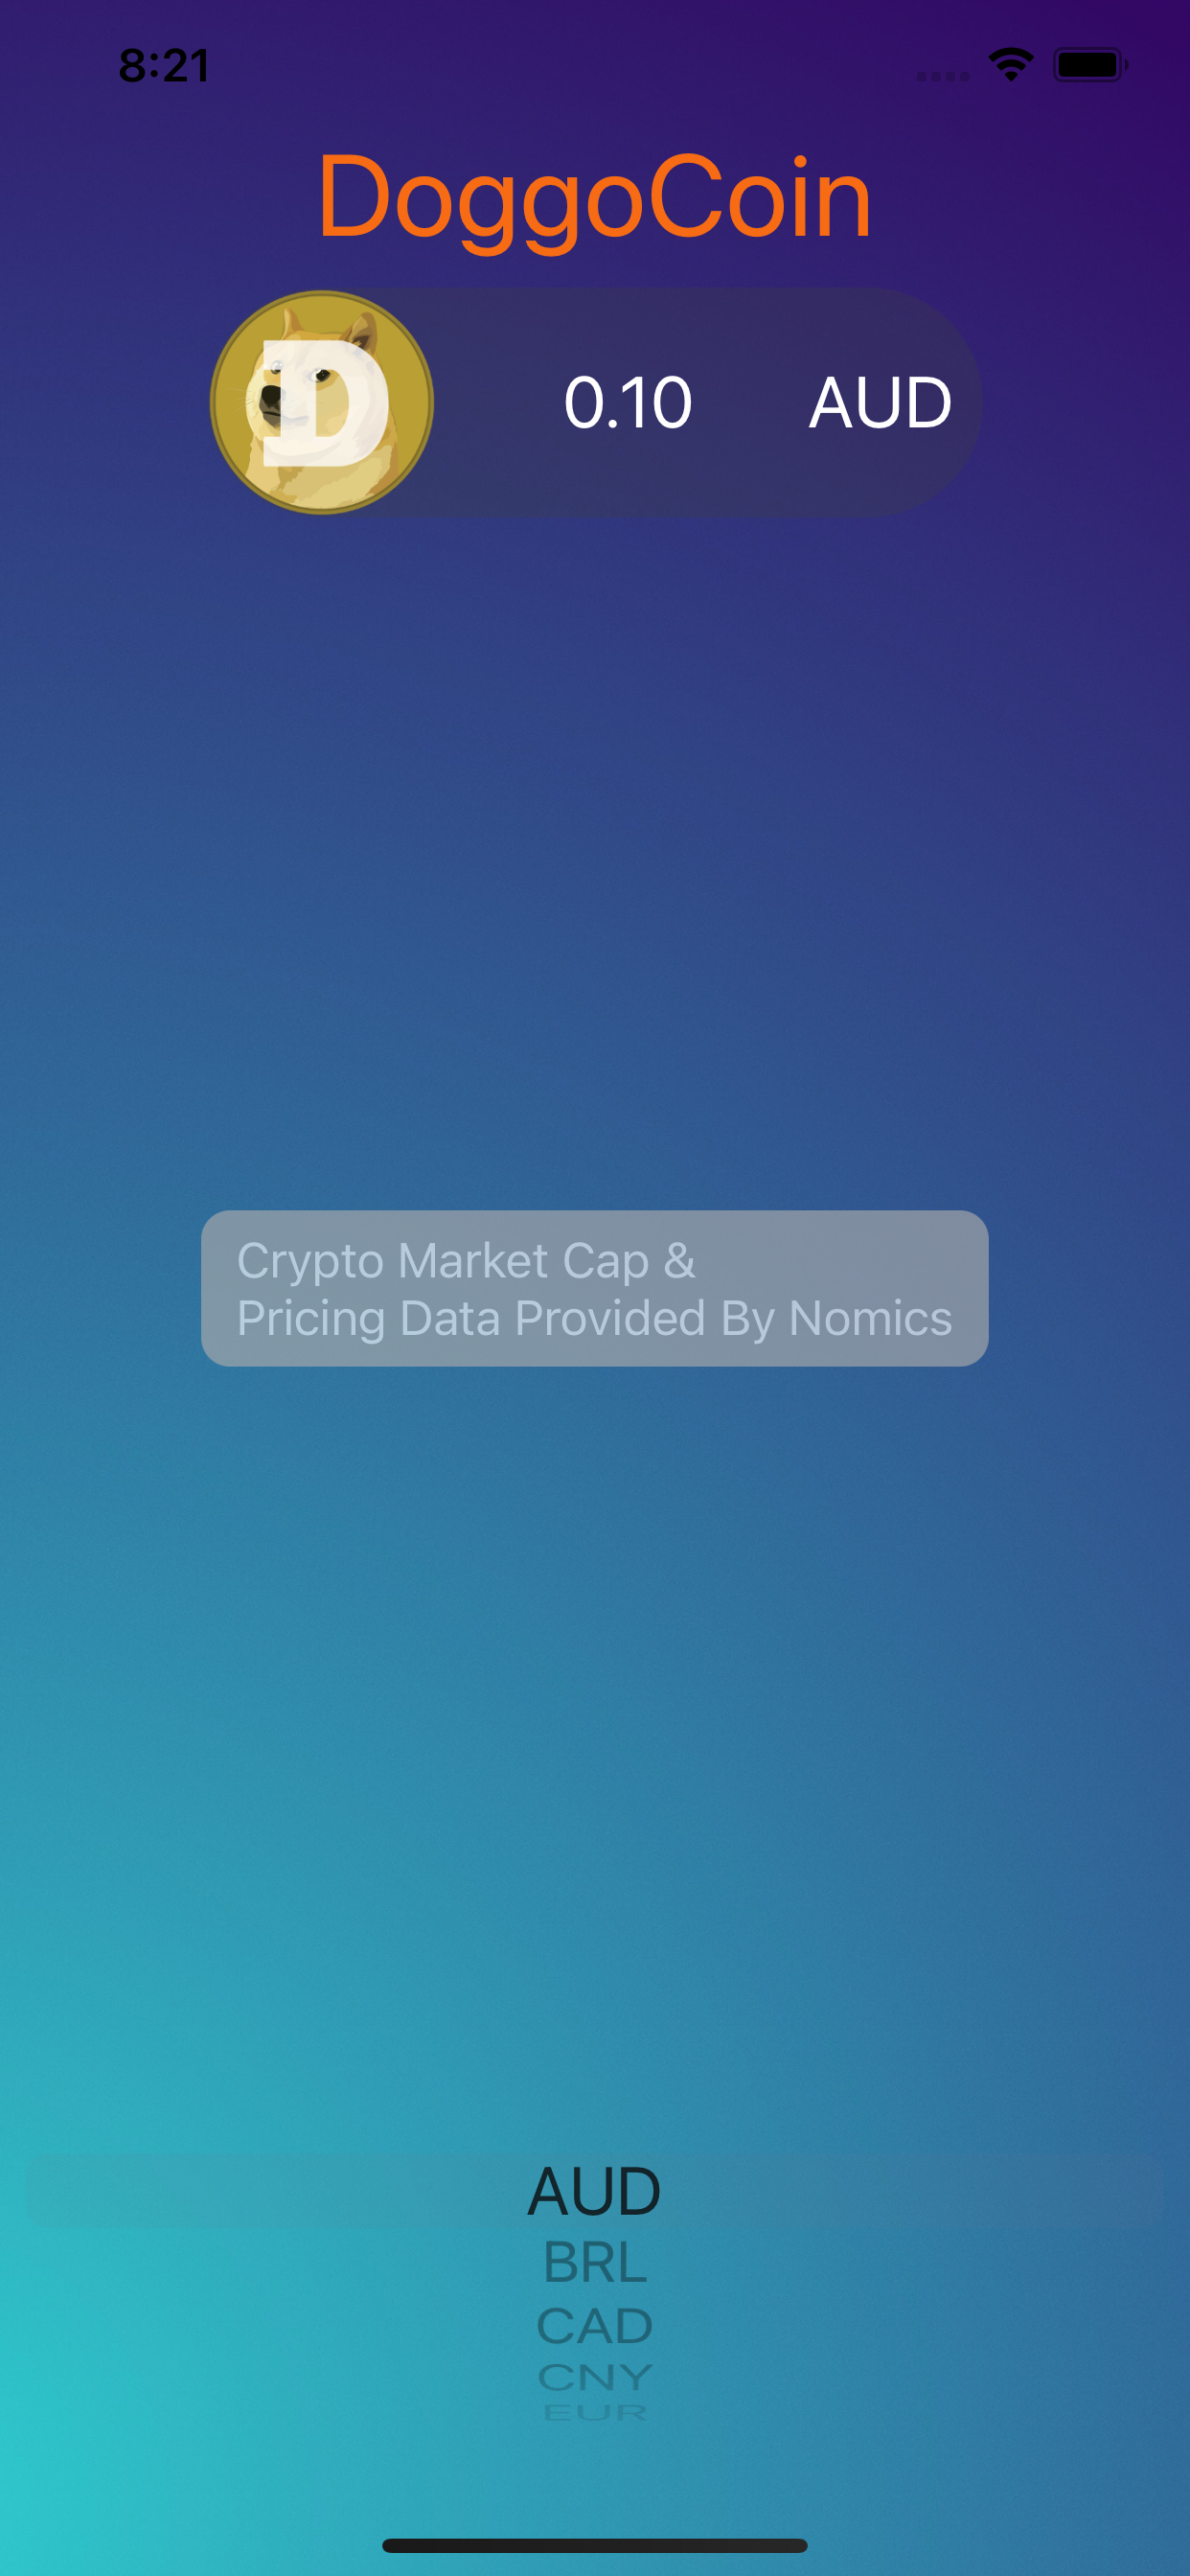 8:21
DoggoCoin
D
0.10 AUD
Crypto Market Cap &
Pricing Data Provided By Nomics
AUD
BRL
CAD
CNY
EUR